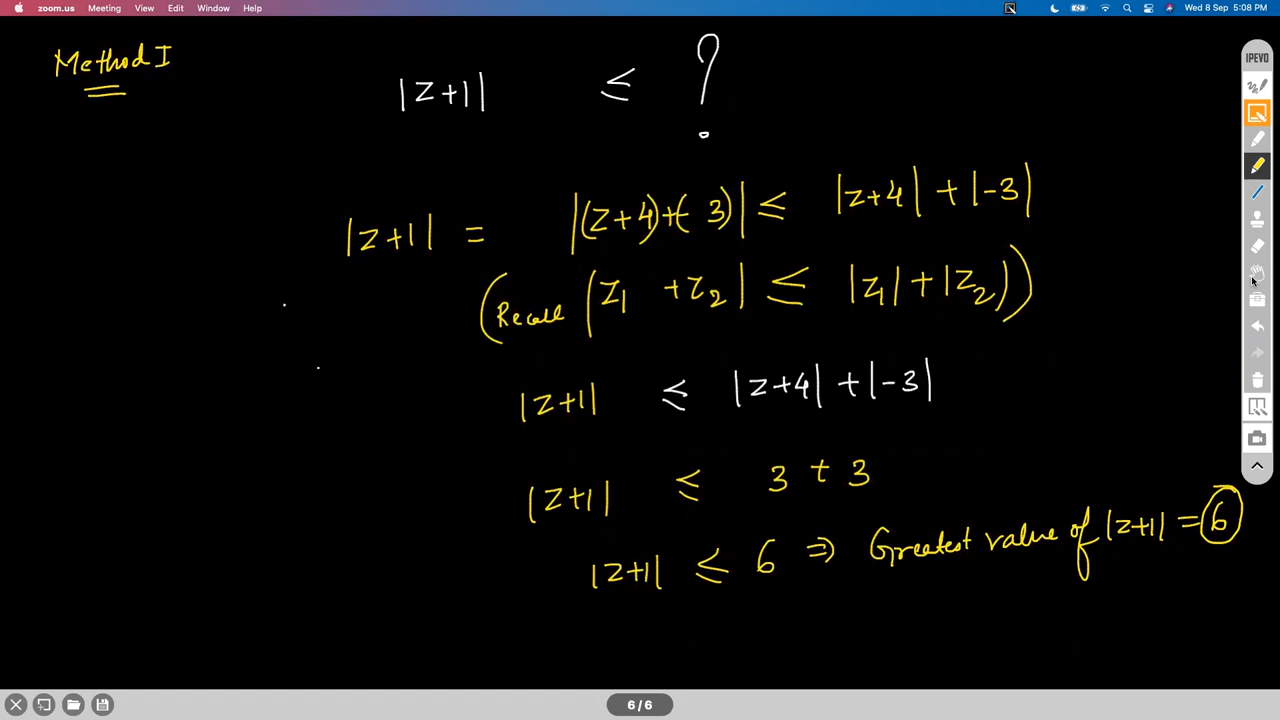 zoom.us Meeting View Edit Window Help Wed 8 Sep 5:08 PM
IPEVO
Method I
|z+1| ≤ ?
|z+1| = |(z+4)+(- 3)| ≤ |z+4| + |-3|
(Recall |z₁ +z₂| ≤ |z₁| + |z₂|)
|z+1| ≤ |z+4| + |-3|
|z+1| ≤ 3 + 3
|z+1| ≤ 6 ⇒ Greatest value of |z+1| = 6
6 / 6